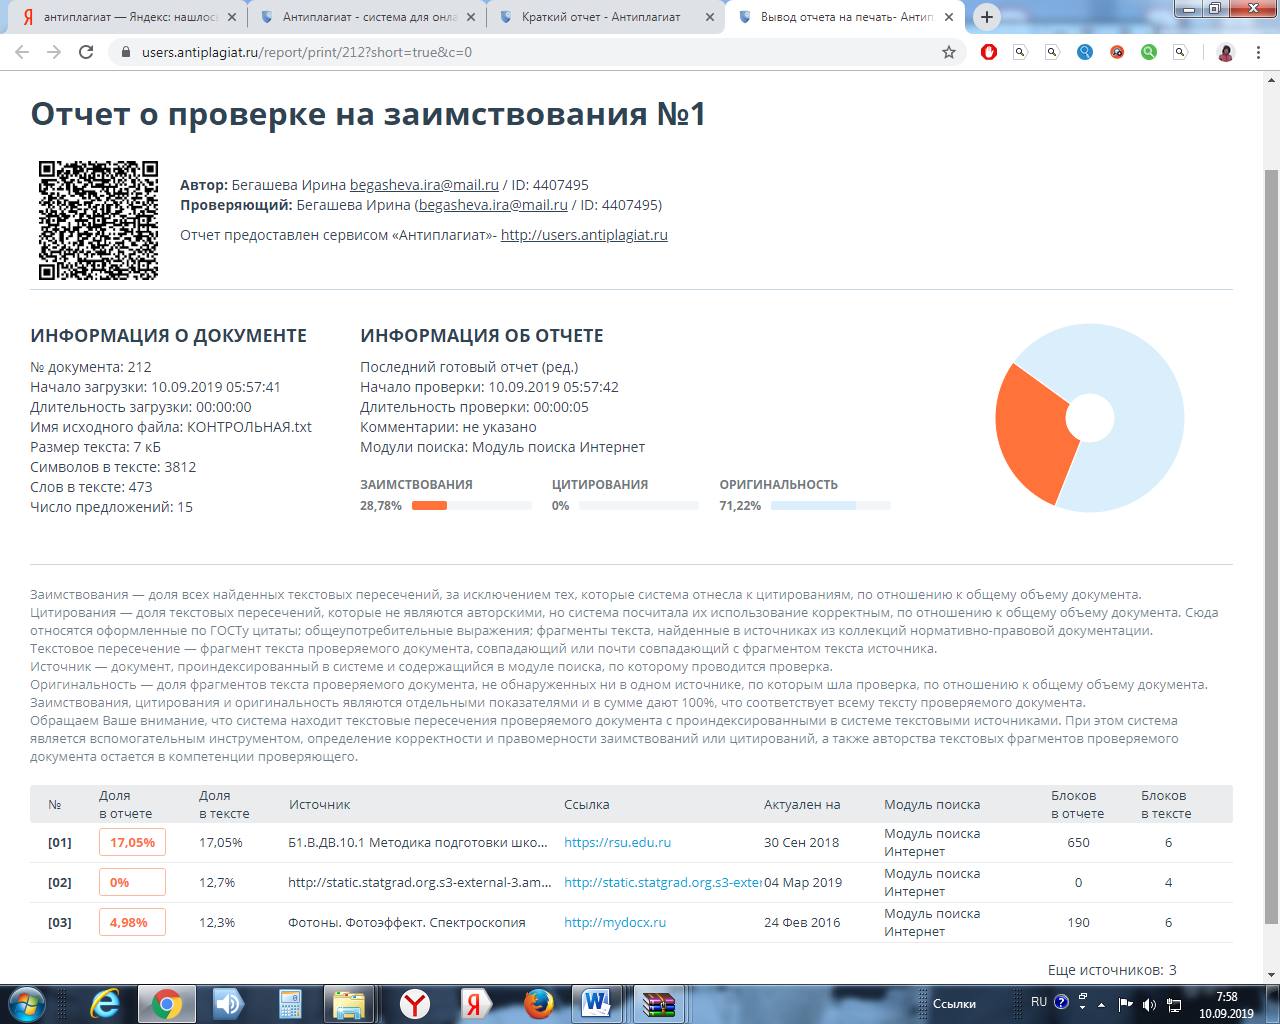 антиплагиат — Яндекс: нашлось
Антиплагиат - система для онла
Краткий отчет - Антиплагиат
Вывод отчета на печать- Антип
users.antiplagiat.ru/report/print/212?short=true&c=0
Отчет о проверке на заимствования №1
Автор: Бегашева Ирина begasheva.ira@mail.ru / ID: 4407495
Проверяющий: Бегашева Ирина (begasheva.ira@mail.ru / ID: 4407495)
Отчет предоставлен сервисом «Антиплагиат»- http://users.antiplagiat.ru
ИНФОРМАЦИЯ О ДОКУМЕНТЕ
№ документа: 212
Начало загрузки: 10.09.2019 05:57:41
Длительность загрузки: 00:00:00
Имя исходного файла: КОНТРОЛЬНАЯ.txt
Размер текста: 7 кБ
Символов в тексте: 3812
Слов в тексте: 473
Число предложений: 15
ИНФОРМАЦИЯ ОБ ОТЧЕТЕ
Последний готовый отчет (ред.)
Начало проверки: 10.09.2019 05:57:42
Длительность проверки: 00:00:05
Комментарии: не указано
Модули поиска: Модуль поиска Интернет
ЗАИМСТВОВАНИЯ
28,78%
ЦИТИРОВАНИЯ
0%
ОРИГИНАЛЬНОСТЬ
71,22%
Заимствования — доля всех найденных текстовых пересечений, за исключением тех, которые система отнесла к цитированиям, по отношению к общему объему документа.
Цитирования — доля текстовых пересечений, которые не являются авторскими, но система посчитала их использование корректным, по отношению к общему объему документа. Сюда
относятся оформленные по ГОСТу цитаты; общеупотребительные выражения; фрагменты текста, найденные в источниках из коллекций нормативно-правовой документации.
Текстовое пересечение — фрагмент текста проверяемого документа, совпадающий или почти совпадающий с фрагментом текста источника.
Источник — документ, проиндексированный в системе и содержащийся в модуле поиска, по которому проводится проверка.
Оригинальность — доля фрагментов текста проверяемого документа, не обнаруженных ни в одном источнике, по которым шла проверка, по отношению к общему объему документа.
Заимствования, цитирования и оригинальность являются отдельными показателями и в сумме дают 100%, что соответствует всему тексту проверяемого документа.
Обращаем Ваше внимание, что система находит текстовые пересечения проверяемого документа с проиндексированными в системе текстовыми источниками. При этом система
является вспомогательным инструментом, определение корректности и правомерности заимствований или цитирований, а также авторства текстовых фрагментов проверяемого
документа остается в компетенции проверяющего.
№ Доля в отчете Доля в тексте Источник Ссылка Актуален на Модуль поиска Блоков в отчете Блоков в тексте
[01] 17,05% 17,05% Б1.В.ДВ.10.1 Методика подготовки шко... https://rsu.edu.ru 30 Сен 2018 Модуль поиска Интернет 650 6
[02] 0% 12,7% http://static.statgrad.org.s3-external-3.am... http://static.statgrad.org.s3-exter 04 Мар 2019 Модуль поиска Интернет 0 4
[03] 4,98% 12,3% Фотоны. Фотоэффект. Спектроскопия http://mydocx.ru 24 Фев 2016 Модуль поиска Интернет 190 6
Еще источников: 3
Ссылки
RU
7:58
10.09.2019